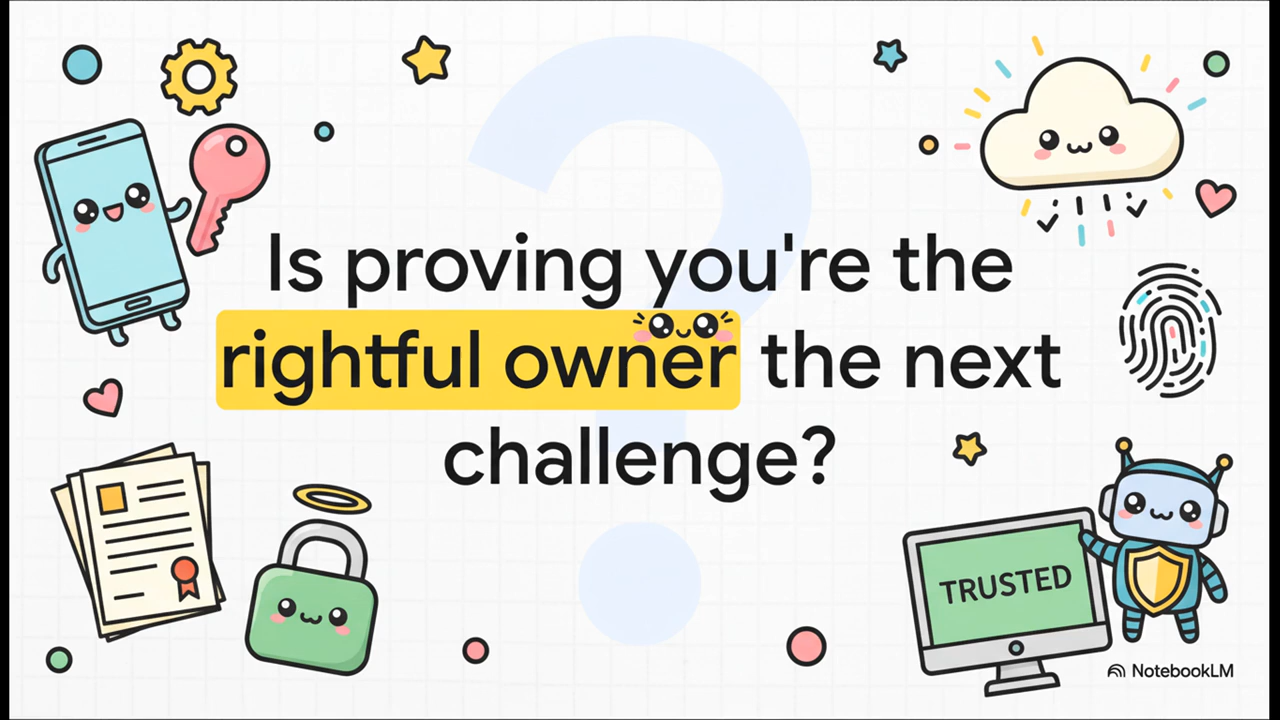 Is proving you're the
rightful owner the next
challenge?
TRUSTED
NotebookLM